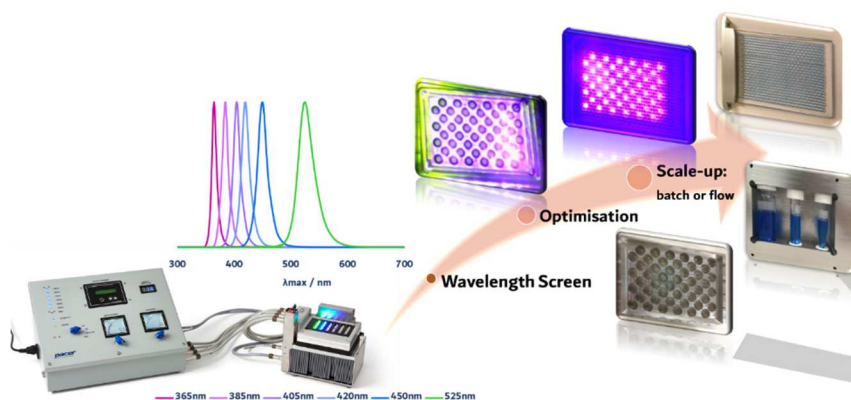 300 400 500 600 700
λmax / nm
Scale-up:
batch or flow
Optimisation
Wavelength Screen
pacer
365nm 385nm 405nm 420nm 450nm 525nm